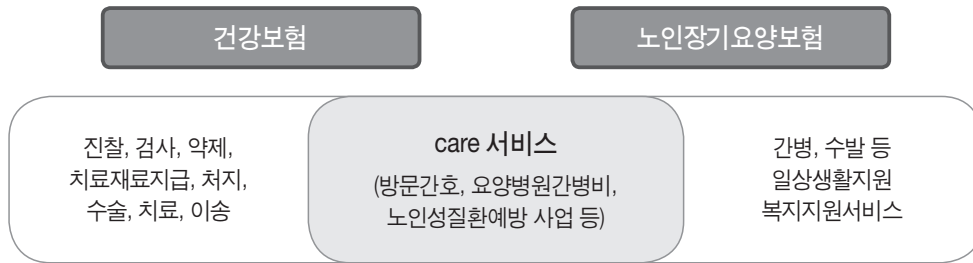 건강보험
노인장기요양보험
진찰, 검사, 약제,
치료재료지급, 처지,
수술, 치료, 이송
care 서비스
(방문간호, 요양병원간병비,
노인성질환예방 사업 등)
간병, 수발 등
일상생활지원
복지지원서비스